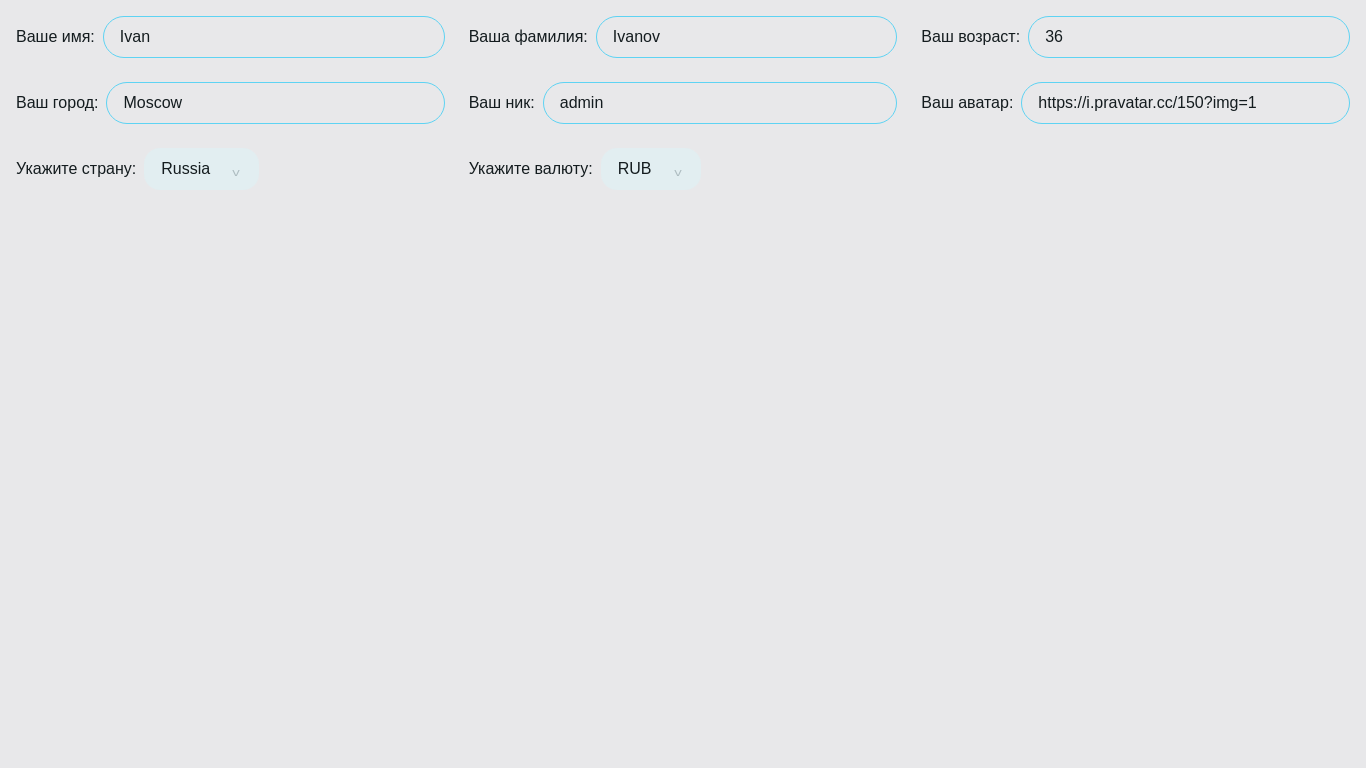 Ваше имя: Ivan Ваша фамилия: Ivanov Ваш возраст: 36
Ваш город: Moscow Ваш ник: admin Ваш аватар: https://i.pravatar.cc/150?img=1
Укажите страну: Russia Укажите валюту: RUB